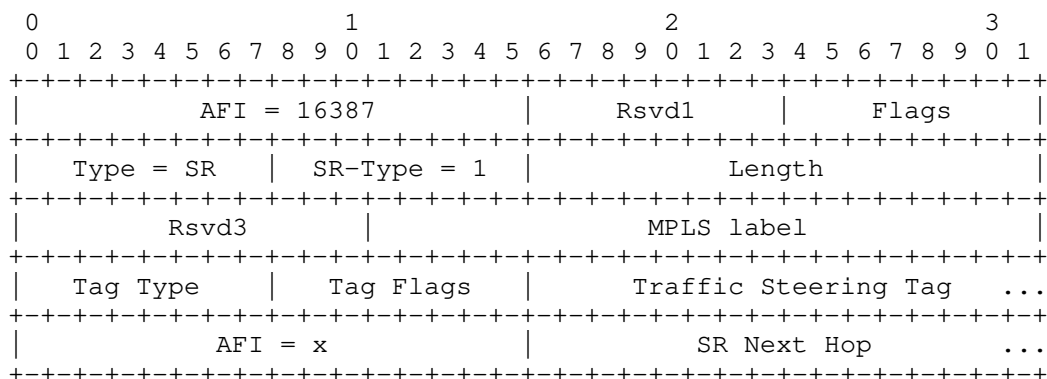 0                   1                   2                   3
 0 1 2 3 4 5 6 7 8 9 0 1 2 3 4 5 6 7 8 9 0 1 2 3 4 5 6 7 8 9 0 1
+-+-+-+-+-+-+-+-+-+-+-+-+-+-+-+-+-+-+-+-+-+-+-+-+-+-+-+-+-+-+-+-+
|           AFI = 16387         |     Rsvd1     |     Flags     |
+-+-+-+-+-+-+-+-+-+-+-+-+-+-+-+-+-+-+-+-+-+-+-+-+-+-+-+-+-+-+-+-+
|   Type = SR   |  SR-Type = 1  |            Length             |
+-+-+-+-+-+-+-+-+-+-+-+-+-+-+-+-+-+-+-+-+-+-+-+-+-+-+-+-+-+-+-+-+
|         Rsvd3       |                 MPLS label              |
+-+-+-+-+-+-+-+-+-+-+-+-+-+-+-+-+-+-+-+-+-+-+-+-+-+-+-+-+-+-+-+-+
|   Tag Type    |   Tag Flags   |      Traffic Steering Tag   ...
+-+-+-+-+-+-+-+-+-+-+-+-+-+-+-+-+-+-+-+-+-+-+-+-+-+-+-+-+-+-+-+-+
|            AFI = x            |          SR Next Hop        ...
+-+-+-+-+-+-+-+-+-+-+-+-+-+-+-+-+-+-+-+-+-+-+-+-+-+-+-+-+-+-+-+-+